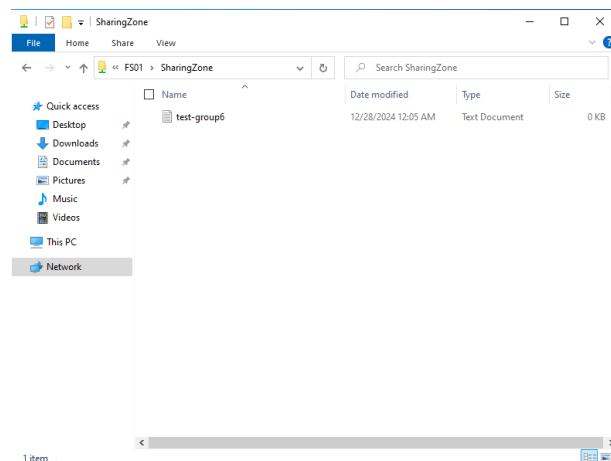 SharingZone
File Home Share View
« FS01 › SharingZone
Search SharingZone
Name Date modified Type Size
test-group6 12/28/2024 12:05 AM Text Document 0 KB
Quick access
Desktop
Downloads
Documents
Pictures
Music
Videos
This PC
Network
1 item